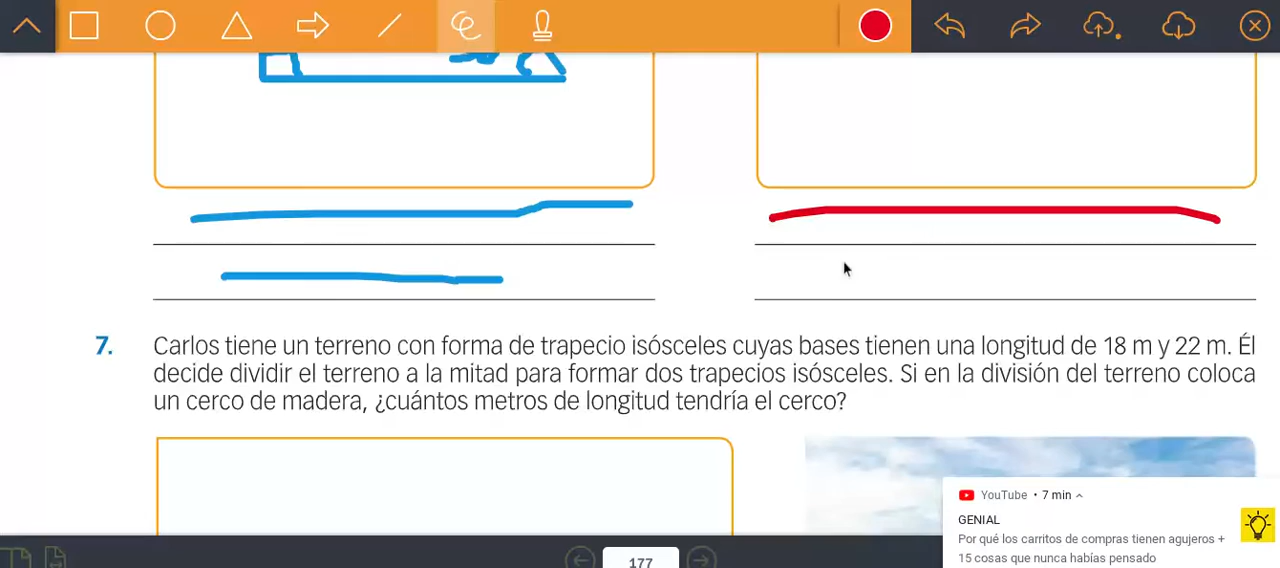 7. Carlos tiene un terreno con forma de trapecio isósceles cuyas bases tienen una longitud de 18 m y 22 m. Él
decide dividir el terreno a la mitad para formar dos trapecios isósceles. Si en la división del terreno coloca
un cerco de madera, ¿cuántos metros de longitud tendría el cerco?
YouTube • 7 min
GENIAL
Por qué los carritos de compras tienen agujeros +
15 cosas que nunca habías pensado
177